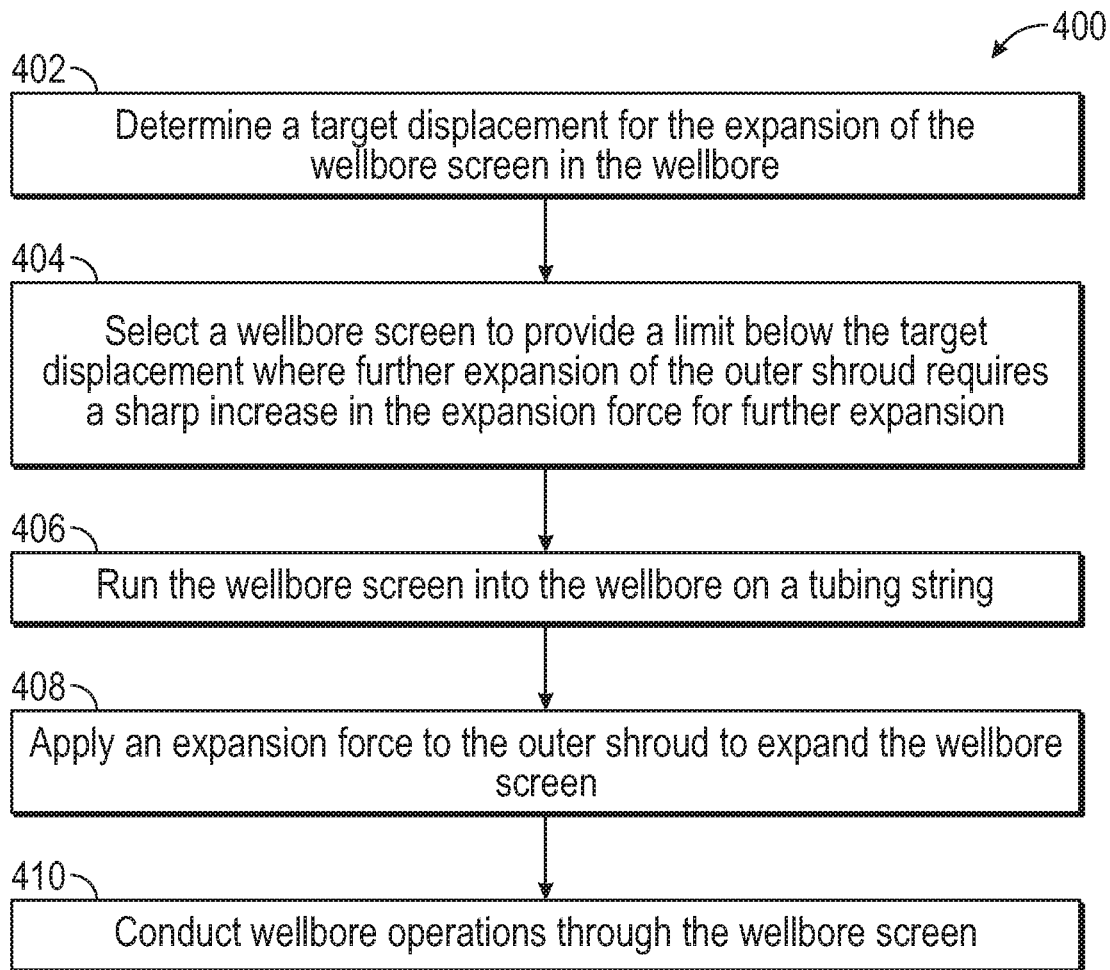 400
402
Determine a target displacement for the expansion of the
wellbore screen in the wellbore
404
Select a wellbore screen to provide a limit below the target
displacement where further expansion of the outer shroud requires
a sharp increase in the expansion force for further expansion
406
Run the wellbore screen into the wellbore on a tubing string
408
Apply an expansion force to the outer shroud to expand the wellbore
screen
410
Conduct wellbore operations through the wellbore screen